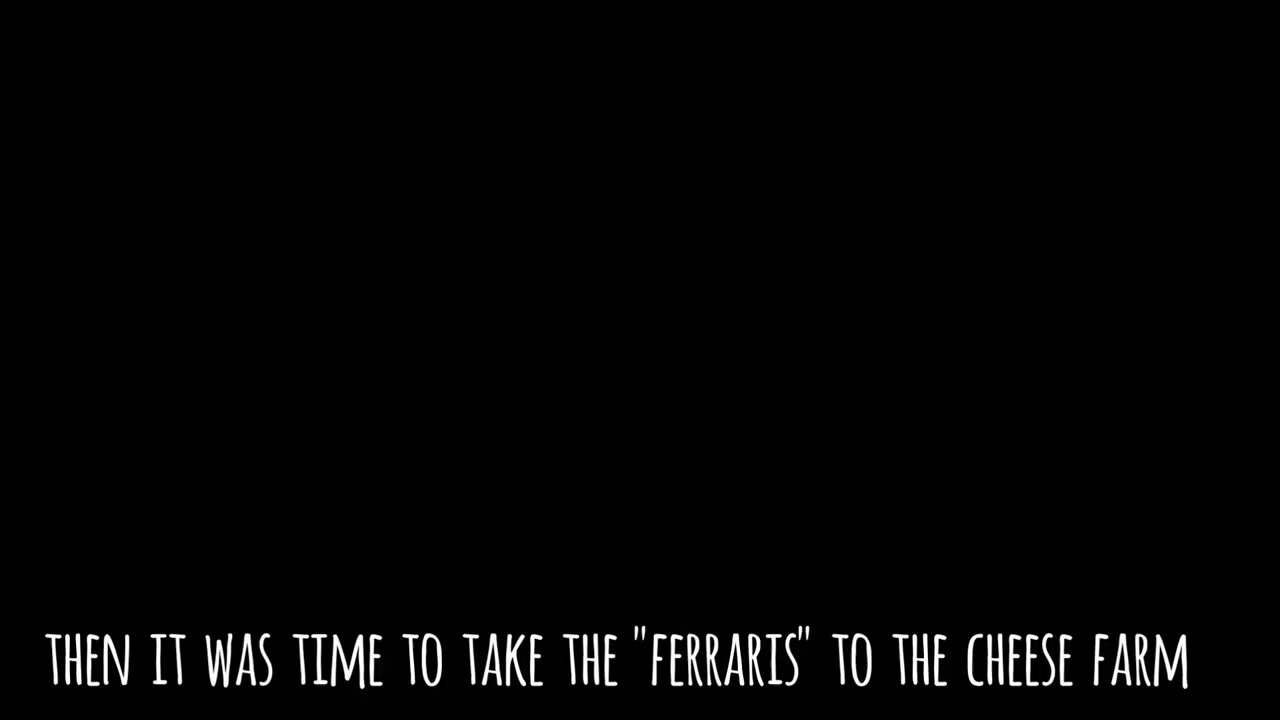 THEN IT WAS TIME TO TAKE THE "FERRARIS" TO THE CHEESE FARM